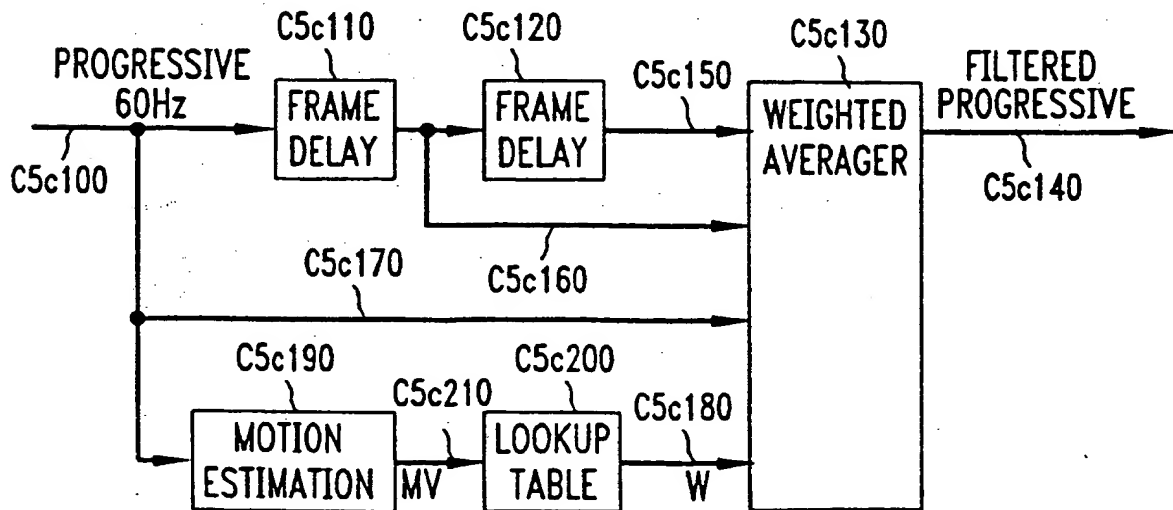 C5c110
C5c120
C5c130
PROGRESSIVE
60Hz
FRAME
DELAY
FRAME
DELAY
C5c150
WEIGHTED
AVERAGER
FILTERED
PROGRESSIVE
C5c100
C5c140
C5c160
C5c170
C5c190
C5c210
C5c200
C5c180
MOTION
ESTIMATION
MV
LOOKUP
TABLE
W